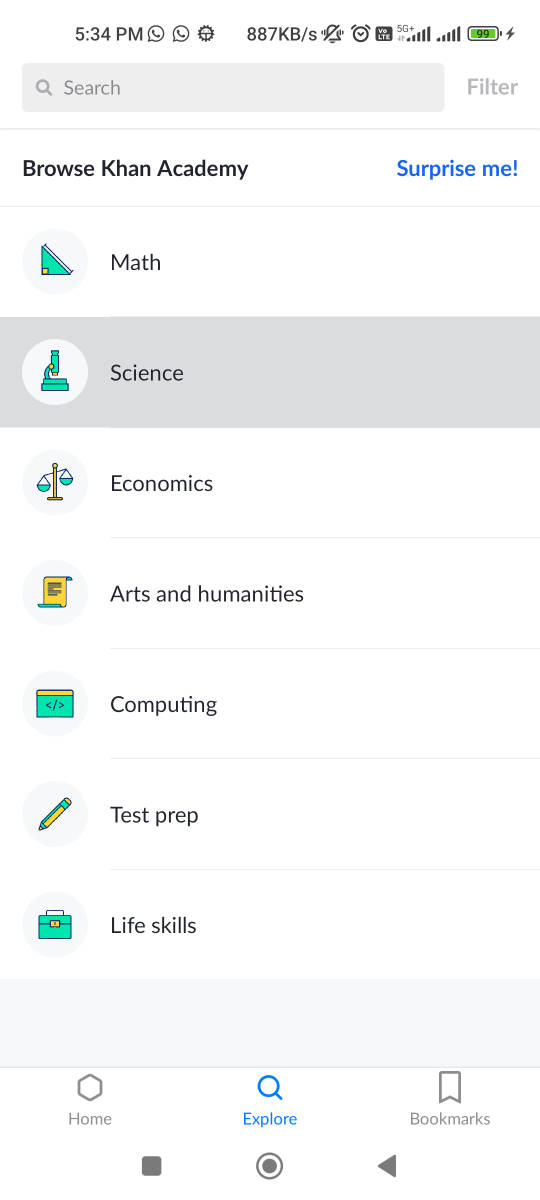 5:34 PM 887KB/s Vo LTE 5G+ 99
Search Filter
Browse Khan Academy Surprise me!
Math
Science
Economics
Arts and humanities
</>
Computing
Test prep
Life skills
Home Explore Bookmarks